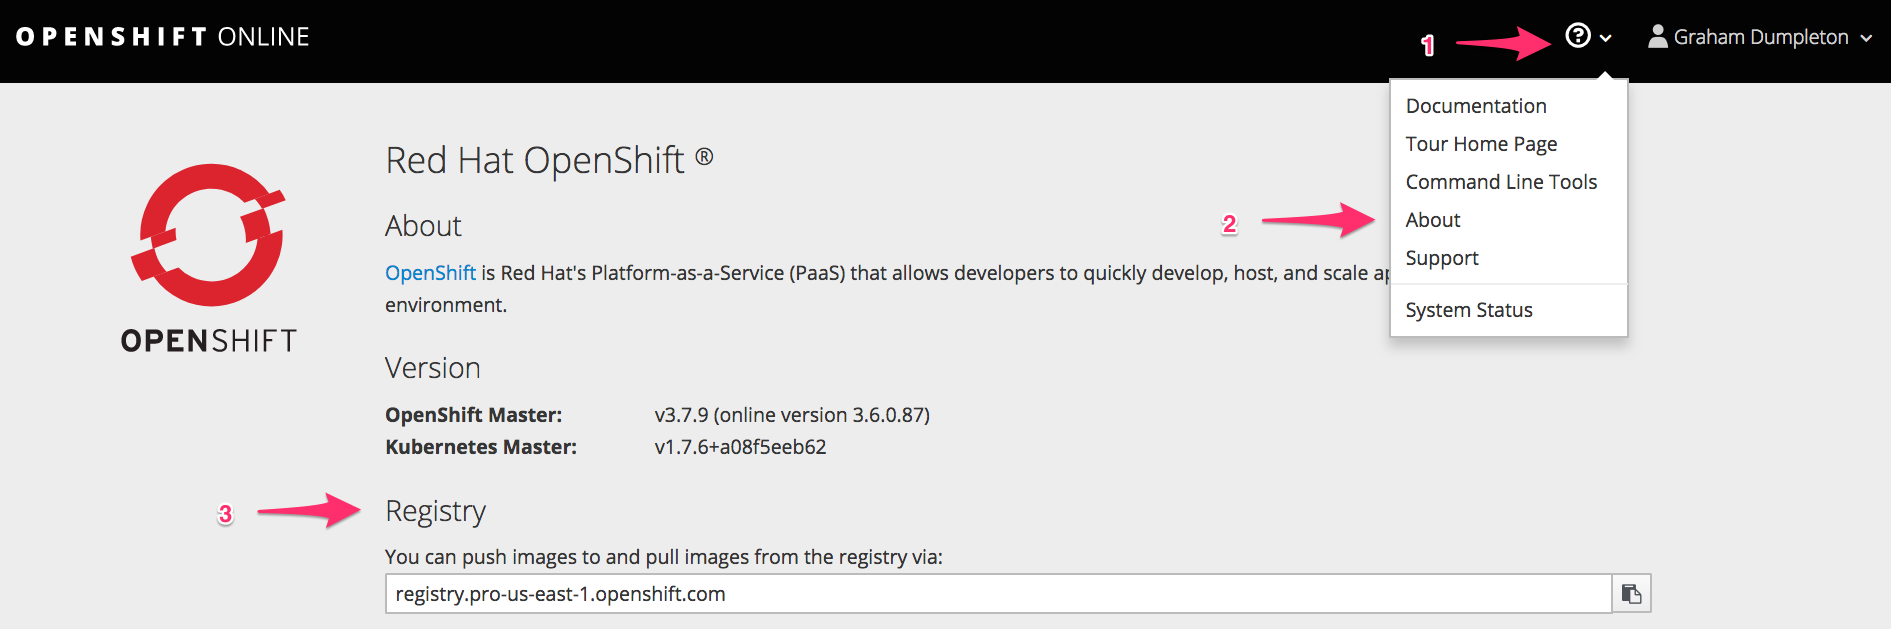 OPENSHIFT ONLINE
1
Graham Dumpleton
Documentation
Tour Home Page
Command Line Tools
2
About
Support
System Status
OPENSHIFT
Red Hat OpenShift ®
About
OpenShift is Red Hat's Platform-as-a-Service (PaaS) that allows developers to quickly develop, host, and scale
environment.
Version
OpenShift Master: v3.7.9 (online version 3.6.0.87)
Kubernetes Master: v1.7.6+a08f5eeb62
3
Registry
You can push images to and pull images from the registry via:
registry.pro-us-east-1.openshift.com